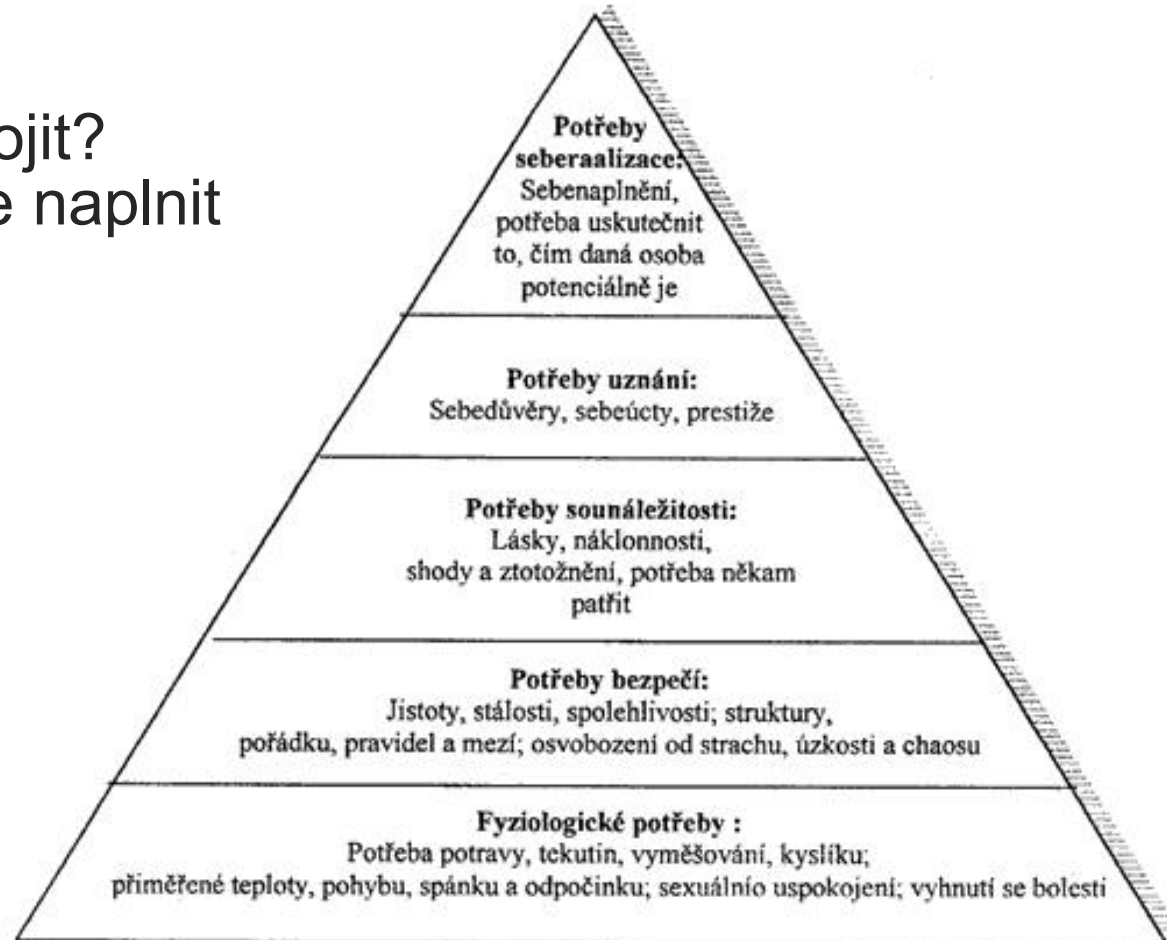 ojit?
e naplnit
Potřeby
seberaalizace:
Sebenaplnění,
potřeba uskutečnit
to, čím daná osoba
potenciálně je
Potřeby uznání:
Sebedůvěry, sebeúcty, prestiže
Potřeby sounáležitosti:
Lásky, náklonnosti,
shody a ztotožnění, potřeba někam
patřit
Potřeby bezpečí:
Jistoty, stálosti, spolehlivosti; struktury,
pořádku, pravidel a mezí; osvobození od strachu, úzkosti a chaosu
Fyziologické potřeby :
Potřeba potravy, tekutin, vyměšování, kyslíku;
přiměřené teploty, pohybu, spánku a odpočinku; sexuálnío uspokojení; vyhnutí se bolesti